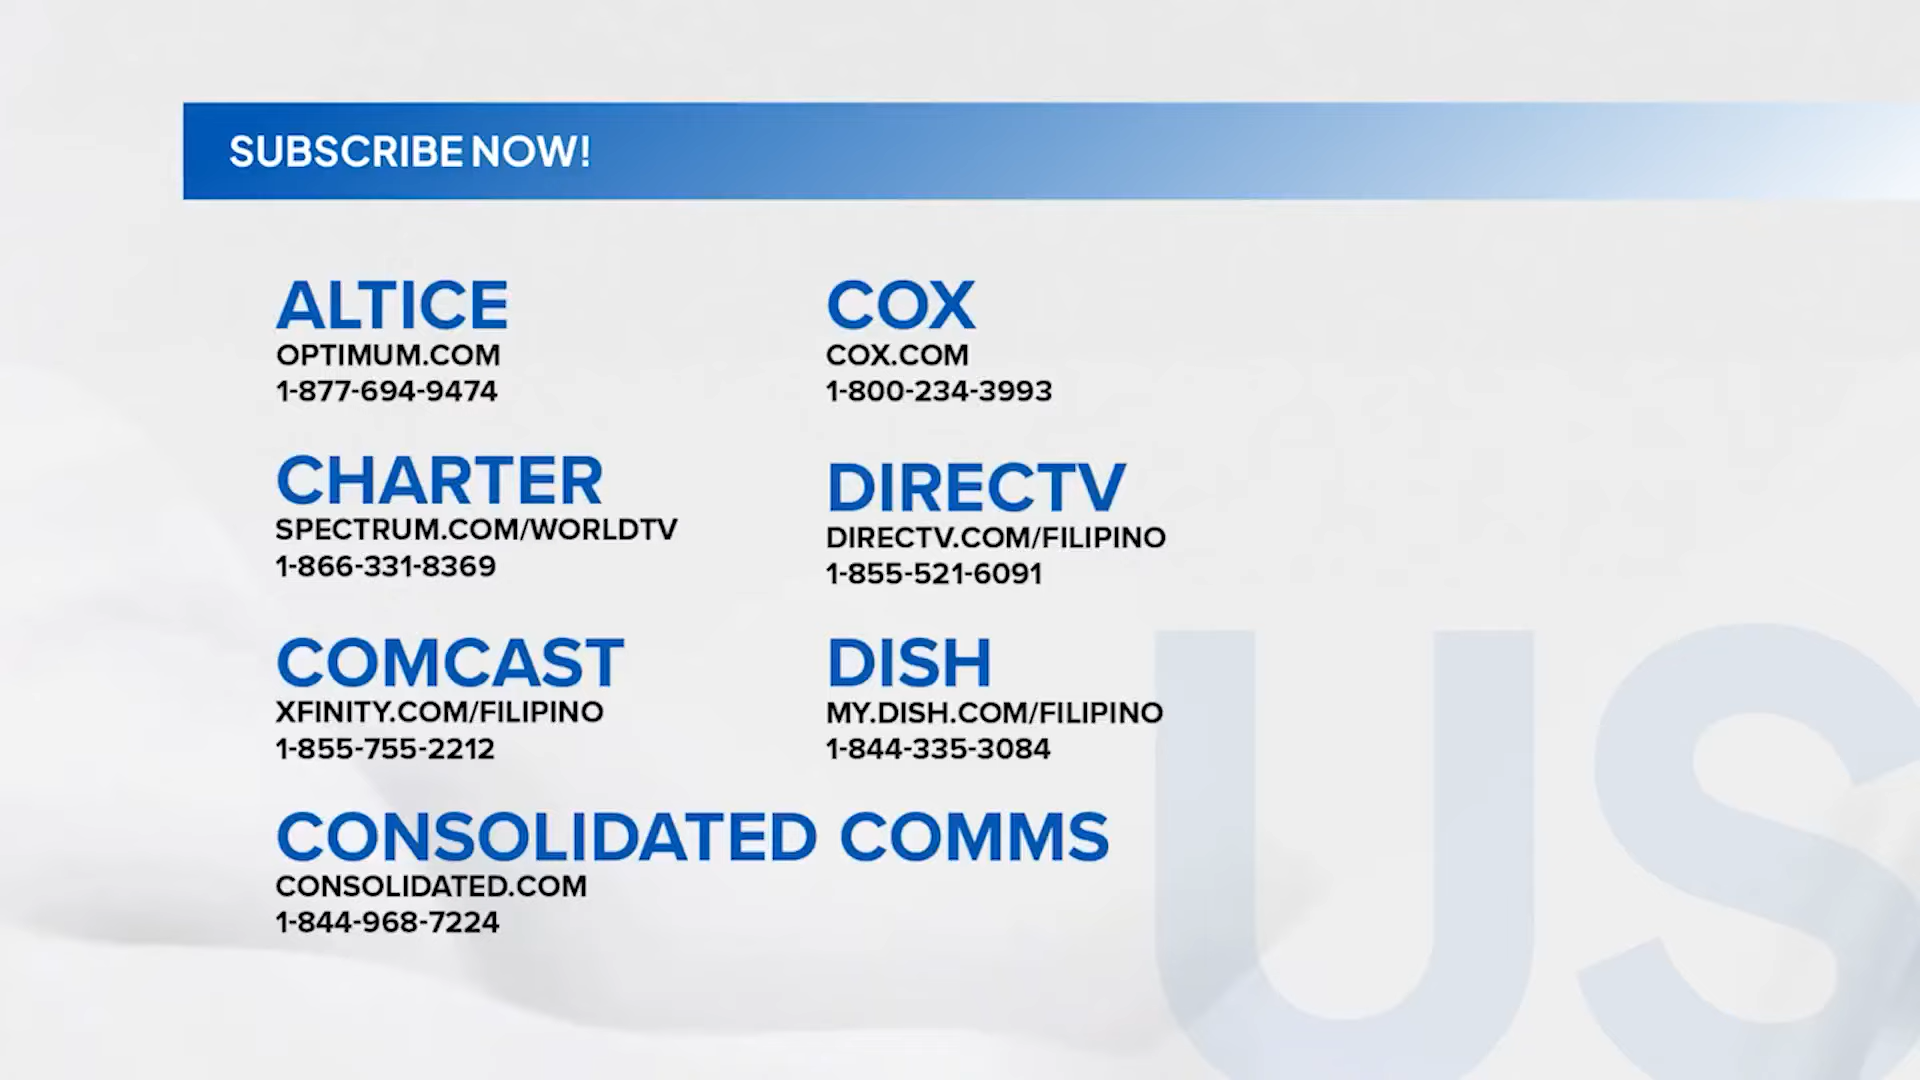 SUBSCRIBE NOW!
ALTICE
OPTIMUM.COM
1-877-694-9474
CHARTER
SPECTRUM.COM/WORLDTV
1-866-331-8369
COMCAST
XFINITY.COM/FILIPINO
1-855-755-2212
CONSOLIDATED COMMS
CONSOLIDATED.COM
1-844-968-7224
COX
COX.COM
1-800-234-3993
DIRECTV
DIRECTV.COM/FILIPINO
1-855-521-6091
DISH
MY.DISH.COM/FILIPINO
1-844-335-3084
US